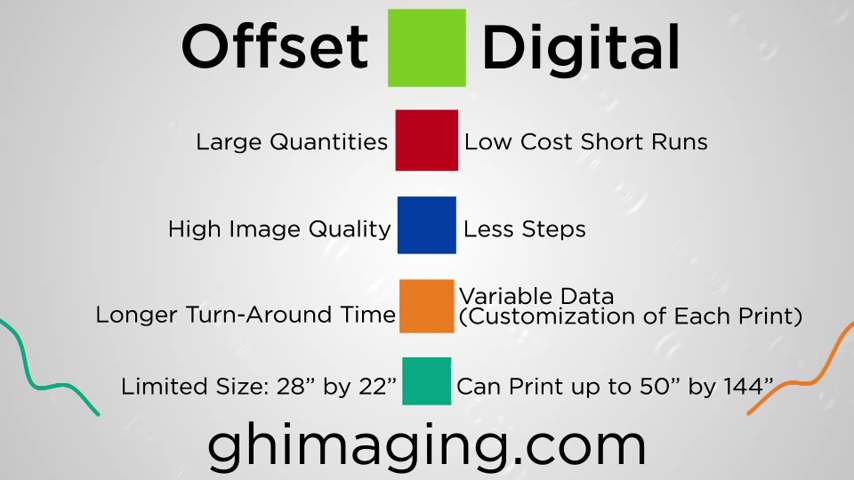 Offset Digital
Large Quantities Low Cost Short Runs
High Image Quality Less Steps
Longer Turn-Around Time Variable Data
(Customization of Each Print)
Limited Size: 28” by 22” Can Print up to 50” by 144”
ghimaging.com